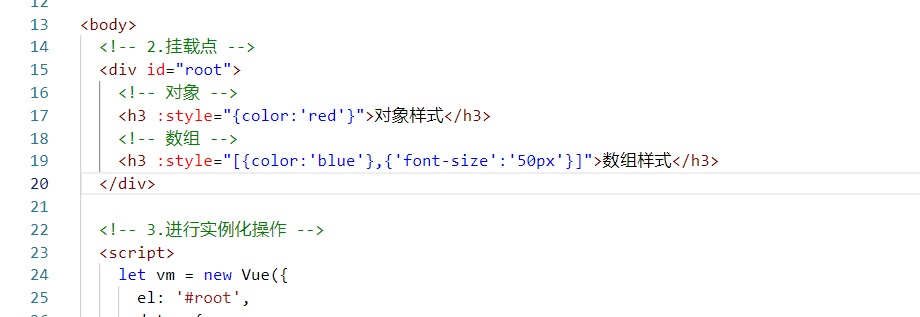 12
13 <body>
14 <!-- 2.挂载点 -->
15 <div id="root">
16 <!-- 对象 -->
17 <h3 :style="{color:'red'}">对象样式</h3>
18 <!-- 数组 -->
19 <h3 :style="[{color:'blue'},{'font-size':'50px'}]">数组样式</h3>
20 </div>
21
22 <!-- 3.进行实例化操作 -->
23 <script>
24 let vm = new Vue({
25 el: '#root',